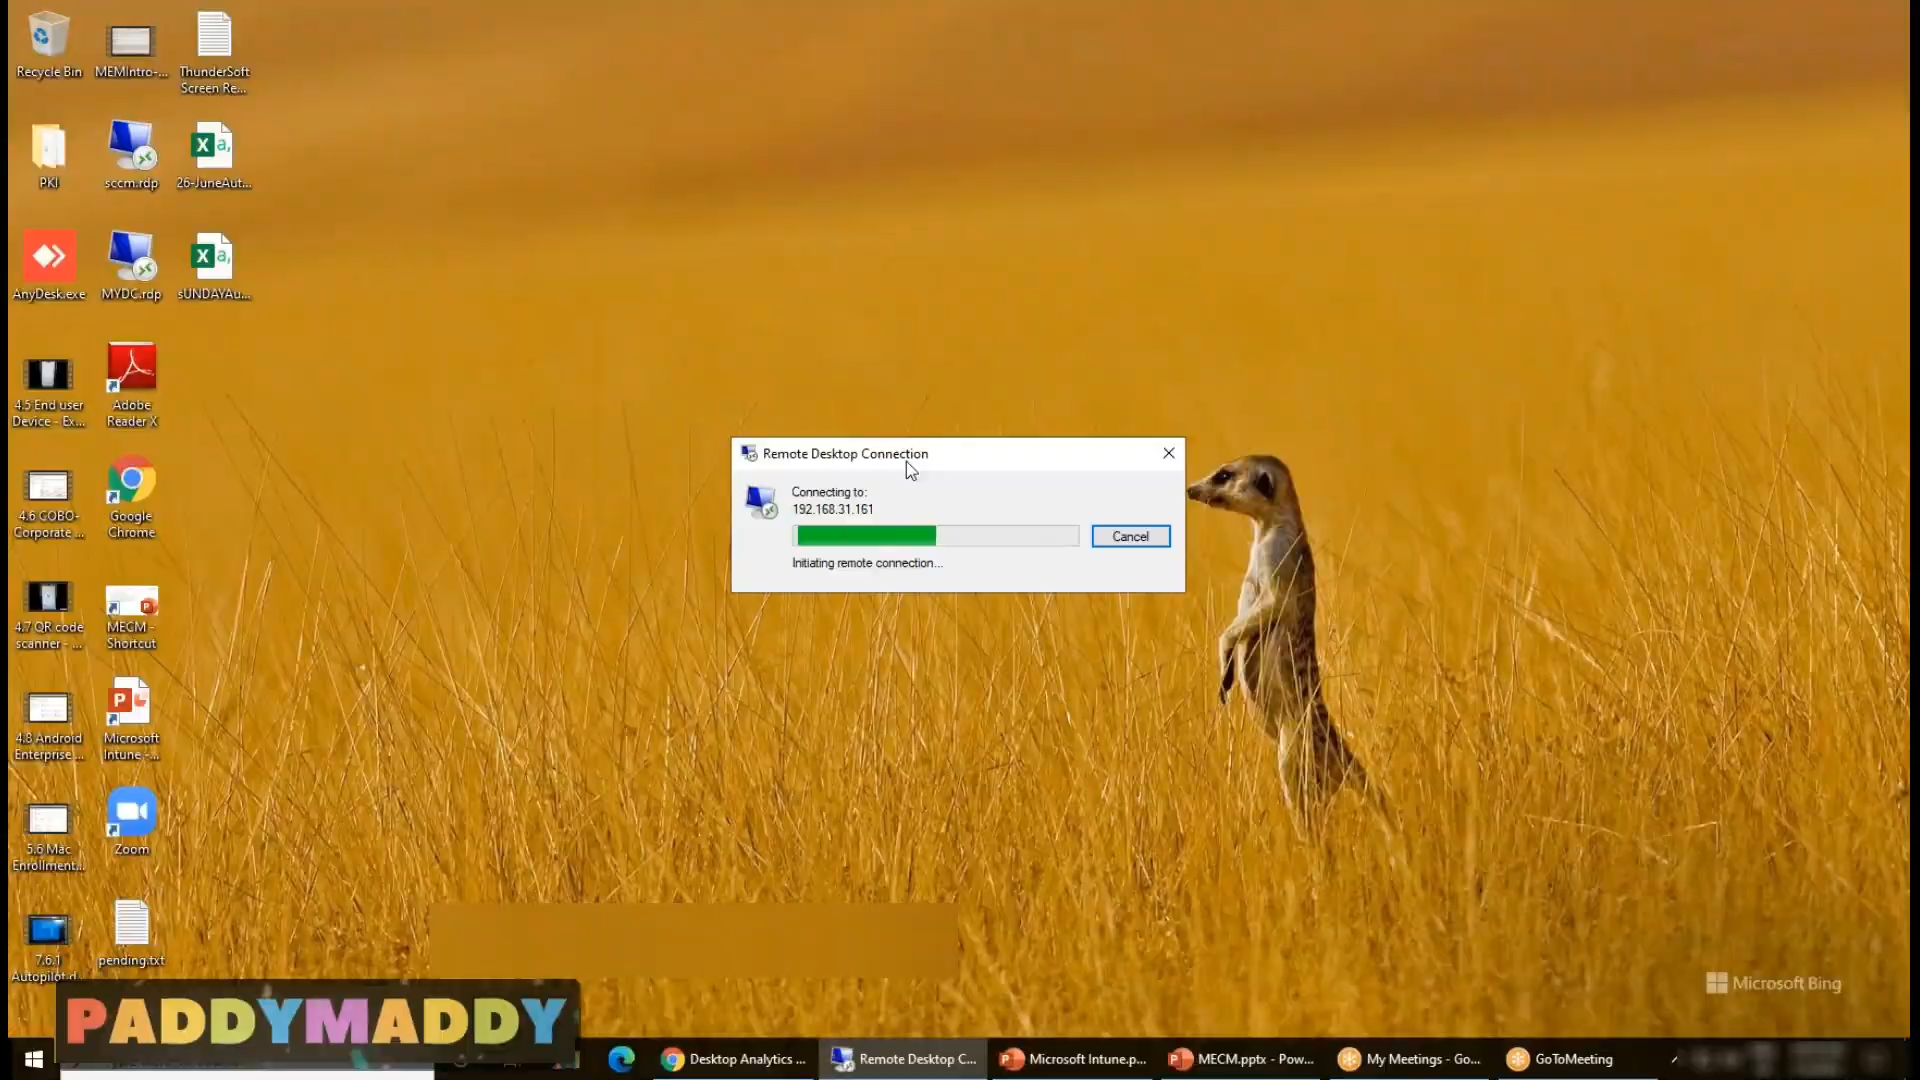 Recycle Bin
MEMIntro-...
ThunderSoft
Screen Re...
PKI
sccm.rdp
26-JuneAut...
AnyDesk.exe
MYDC.rdp
sUNDAYAu...
4.5 End user
Device - Ex...
Adobe
Reader X
4.6 COBO-
Corporate ...
Google
Chrome
4.7 QR code
scanner - ...
MECM -
Shortcut
4.8 Android
Enterprise ...
Microsoft
Intune -...
5.6 Mac
Enrollment...
Zoom
7.6.1
Autopilot d...
pending.txt
Remote Desktop Connection
Connecting to:
192.168.31.161
Cancel
Initiating remote connection...
Microsoft Bing
PADDYMADDY
Desktop Analytics ...
Remote Desktop C...
Microsoft Intune.p...
MECM.pptx - Pow...
My Meetings - Go...
GoToMeeting